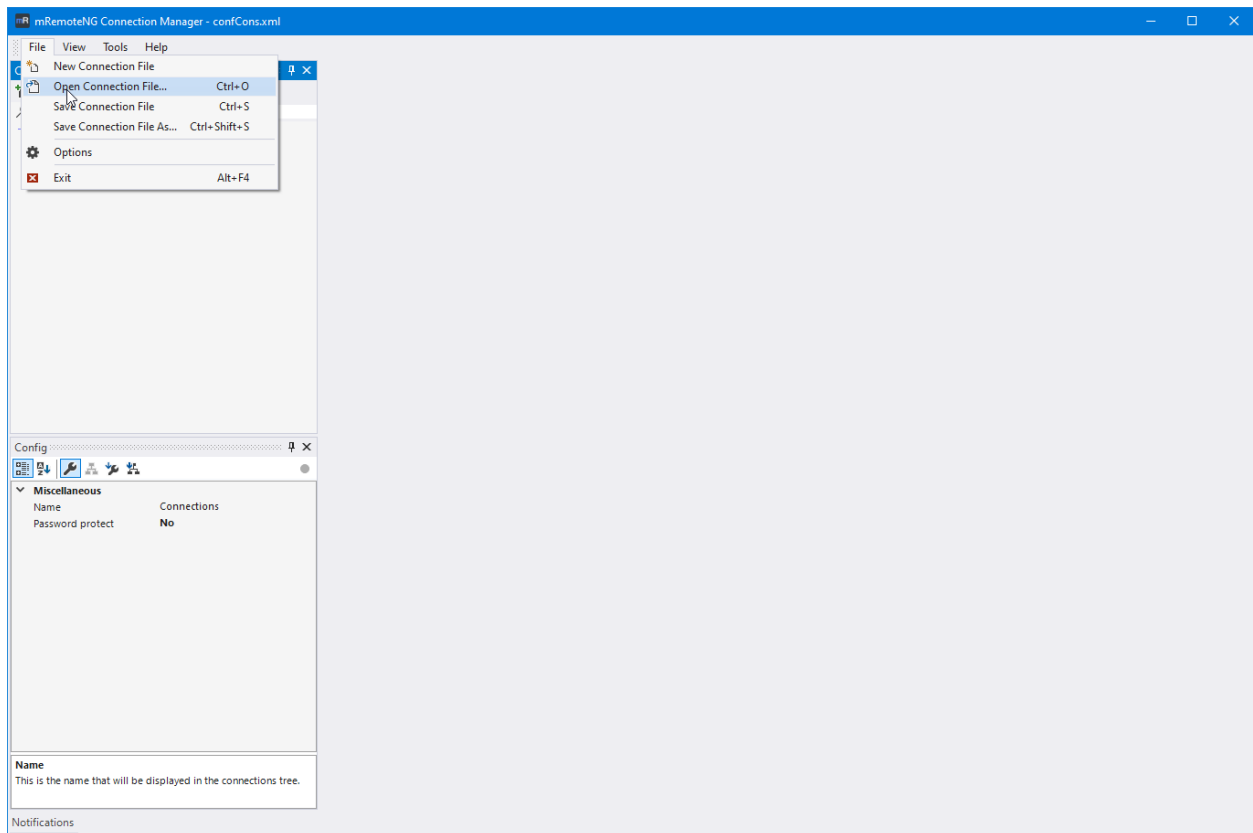 mR mRemoteNG Connection Manager - confCons.xml
File View Tools Help
New Connection File
Open Connection File... Ctrl+O
Save Connection File Ctrl+S
Save Connection File As... Ctrl+Shift+S
Options
Exit Alt+F4
Config
Miscellaneous
Name Connections
Password protect No
Name
This is the name that will be displayed in the connections tree.
Notifications